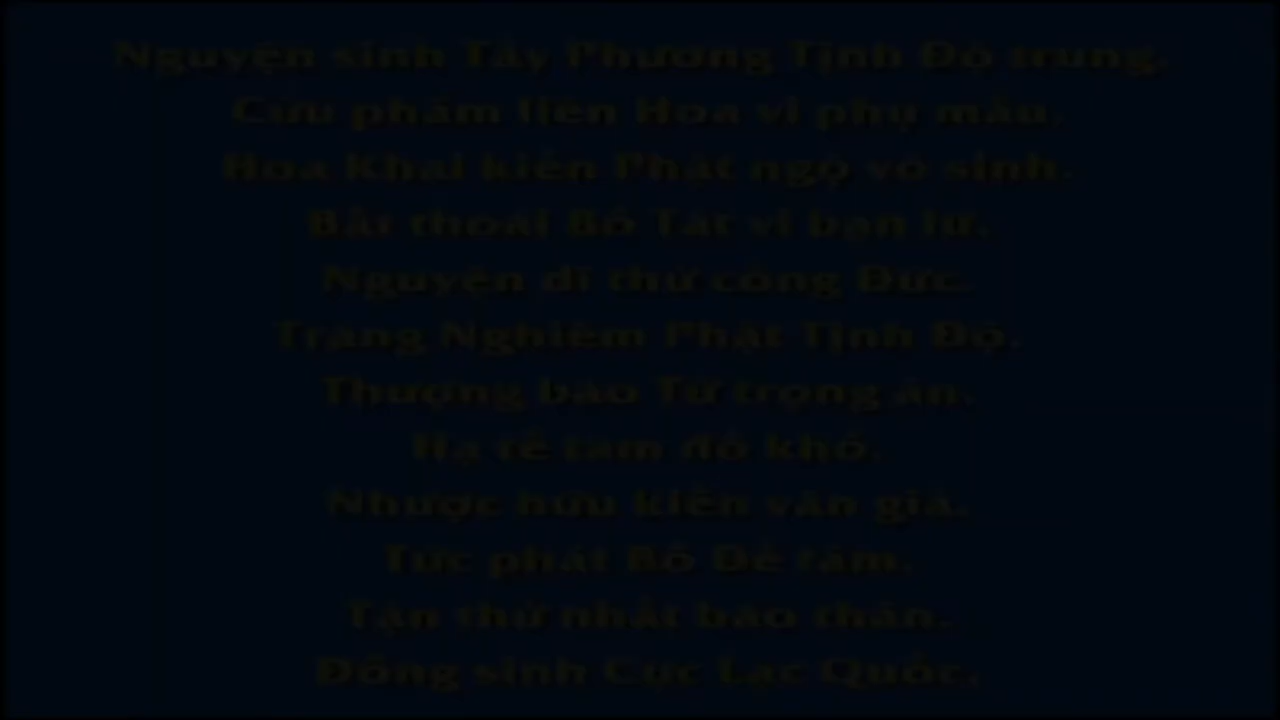 Nguyện sinh Tây Phương Tịnh Độ trung.
Cửu phẩm liên Hoa vi phụ mẫu.
Hoa Khai kiến Phật ngộ vô sinh.
Bất thoái Bồ Tát vi bạn lữ.
Nguyện dĩ thử công Đức.
Trang Nghiêm Phật Tịnh Độ.
Thượng báo Tứ trọng ân.
Hạ tế tam đồ khổ.
Nhược hữu kiến văn giả.
Tức phát Bồ Đề tâm.
Tận thử nhất báo thân.
Đồng sinh Cực Lạc Quốc.